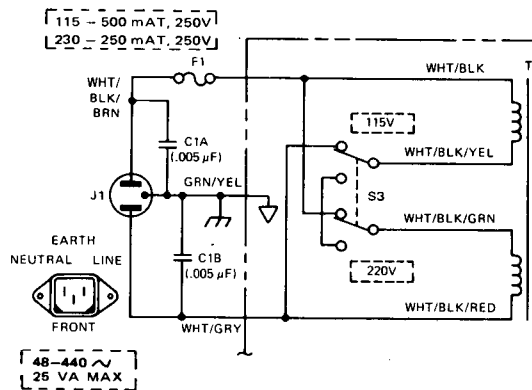 115 – 500 mAT, 250V
230 – 250 mAT, 250V
F1
WHT/
BLK/
BRN
WHT/BLK
T
C1A
(.005 µF)
115V
WHT/BLK/YEL
J1
GRN/YEL
S3
WHT/BLK/GRN
EARTH
NEUTRAL LINE
C1B
(.005 µF)
220V
FRONT
WHT/GRY
WHT/BLK/RED
48–440 ∿
25 VA MAX